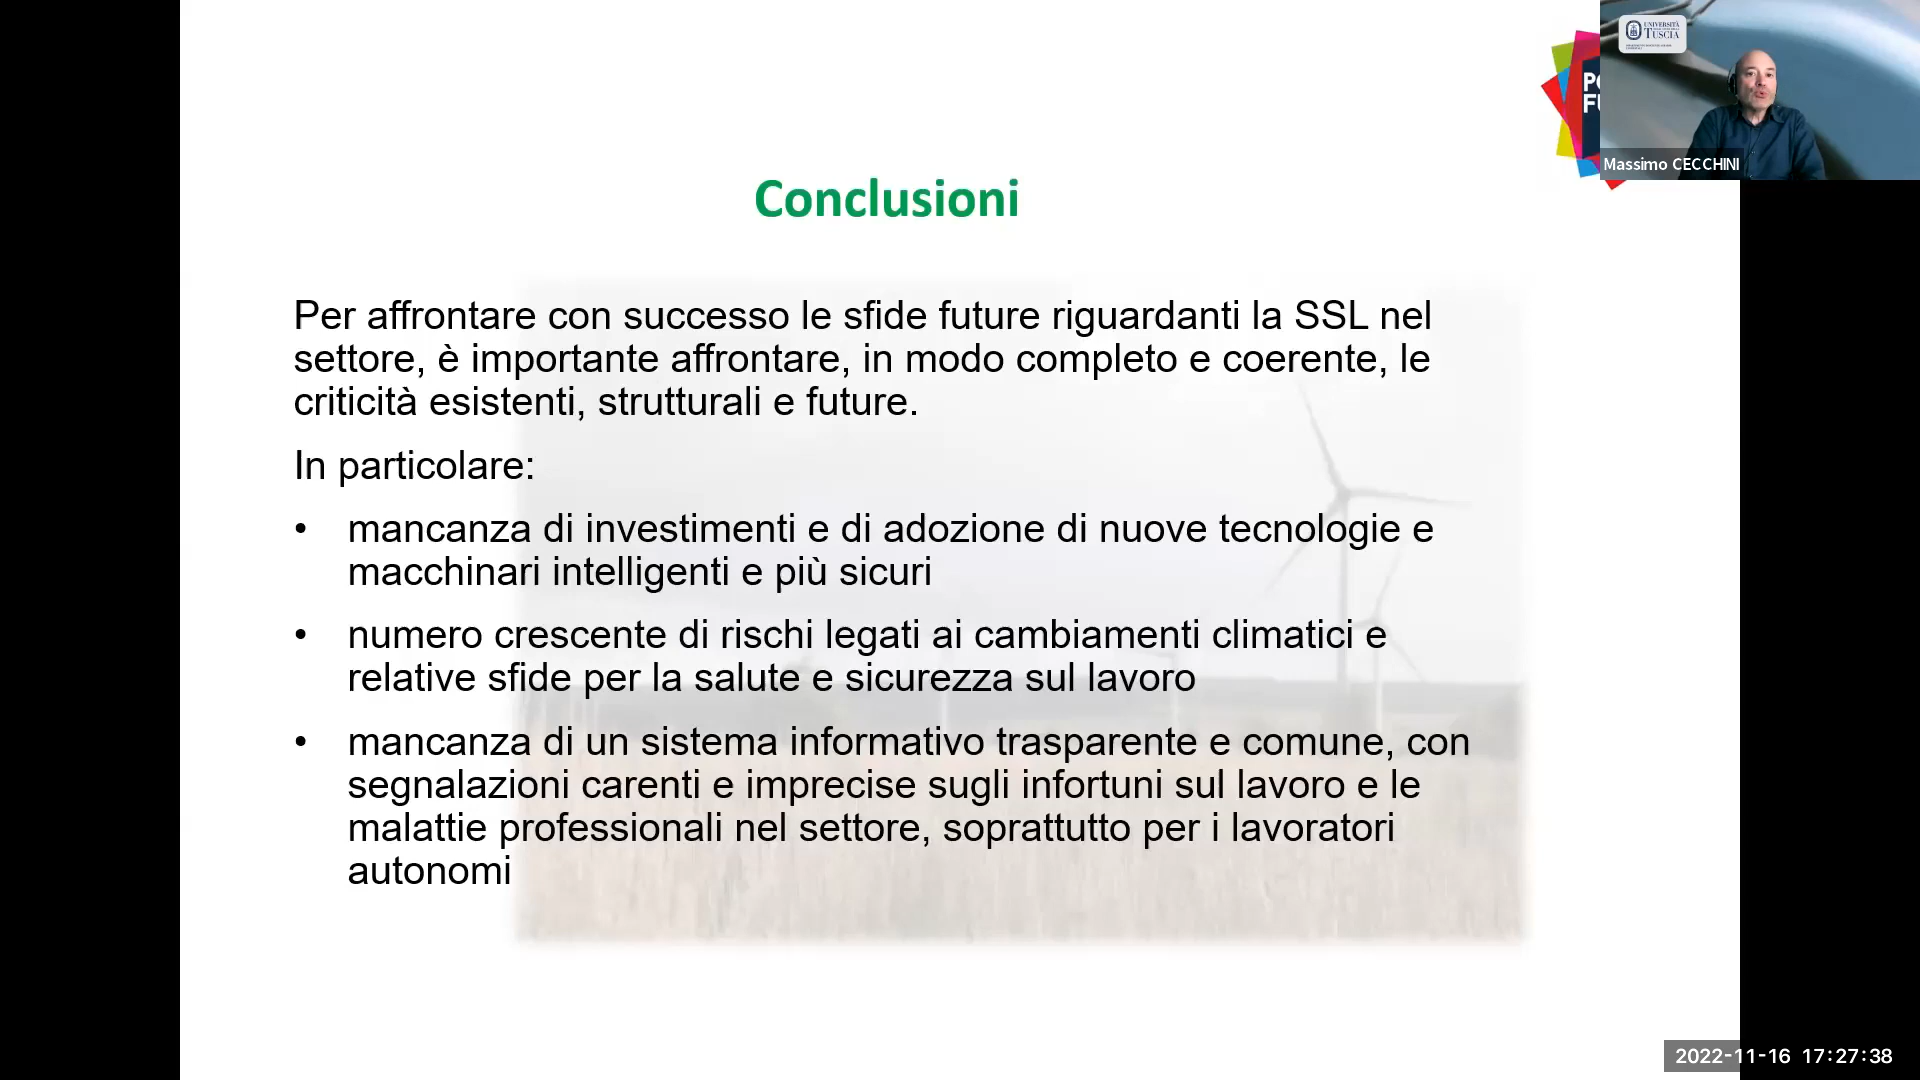 UNIVERSITÀ
TUSCIA
Massimo CECCHINI
Conclusioni
Per affrontare con successo le sfide future riguardanti la SSL nel
settore, è importante affrontare, in modo completo e coerente, le
criticità esistenti, strutturali e future.
In particolare:
• mancanza di investimenti e di adozione di nuove tecnologie e
macchinari intelligenti e più sicuri
• numero crescente di rischi legati ai cambiamenti climatici e
relative sfide per la salute e sicurezza sul lavoro
• mancanza di un sistema informativo trasparente e comune, con
segnalazioni carenti e imprecise sugli infortuni sul lavoro e le
malattie professionali nel settore, soprattutto per i lavoratori
autonomi
2022-11-16 17:27:38